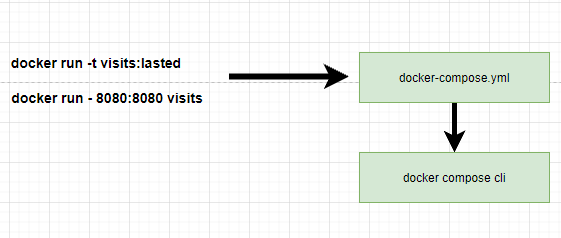 docker run -t visits:lasted
docker run - 8080:8080 visits
docker-compose.yml
docker compose cli